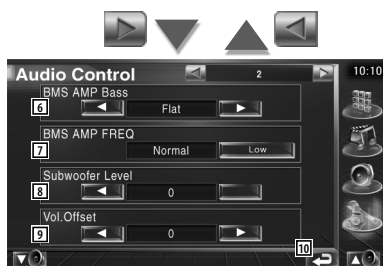 Audio Control 2 10:10
BMS AMP Bass
6 Flat
BMS AMP FREQ
7 Normal Low
Subwoofer Level
8 0
Vol.Offset
9 0
10